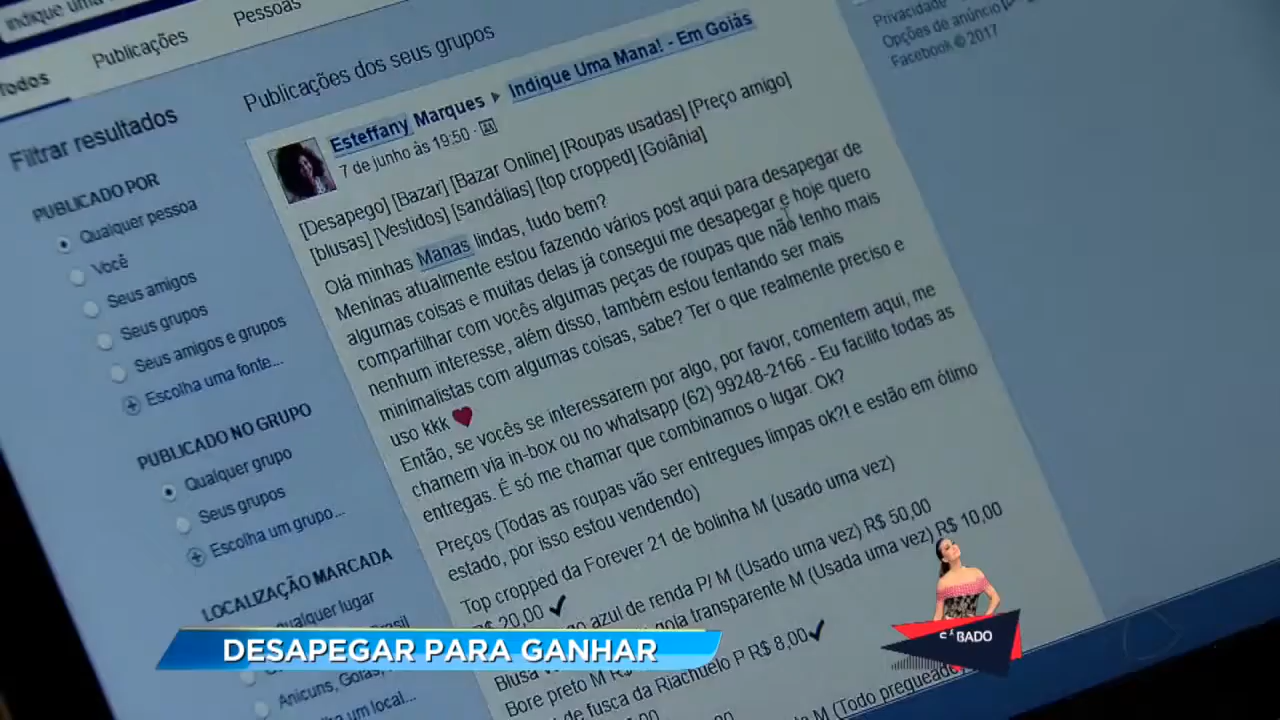 Indique uma
Todos
Publicações
Pessoas
Filtrar resultados
PUBLICADO POR
Qualquer pessoa
Você
Seus amigos
Seus grupos
Seus amigos e grupos
Escolha uma fonte...
PUBLICADO NO GRUPO
Qualquer grupo
Seus grupos
Escolha um grupo...
LOCALIZAÇÃO MARCADA
Qualquer lugar
Anicuns, Goiás,
um local...
Publicações dos seus grupos
Esteffany Marques ▸ Indique Uma Mana! - Em Goiás
7 de junho às 19:50 ·
[Desapego] [Bazar] [Bazar Online] [Roupas usadas] [Preço amigo]
[blusas] [Vestidos] [sandálias] [top cropped] [Goiânia]
Olá minhas Manas lindas, tudo bem?
Meninas atualmente estou fazendo vários post aqui para desapegar de
algumas coisas e muitas delas já consegui me desapegar e hoje quero
compartilhar com vocês algumas peças de roupas que não tenho mais
nenhum interesse, além disso, também estou tentando ser mais
minimalistas com algumas coisas, sabe? Ter o que realmente preciso e
uso kkk ❤
Então, se vocês se interessarem por algo, por favor, comentem aqui, me
chamem via in-box ou no whatsapp (62) 99248-2166 - Eu facilito todas as
entregas. É só me chamar que combinamos o lugar. Ok?
Preços (Todas as roupas vão ser entregues limpas ok?! e estão em ótimo
estado, por isso estou vendendo)
Top cropped da Forever 21 de bolinha M (usado uma vez)
R$ 20,00 ✔
azul de renda P/ M (Usado uma vez) R$ 50,00
Blusa gola transparente M (Usada uma vez) R$ 10,00
Bore preto M R$
de fusca da Riachuelo P R$ 8,00 ✔
M (Todo pregueado,
Privacidade
Opções de anúncio
Facebook © 2017
DESAPEGAR PARA GANHAR
SÁBADO